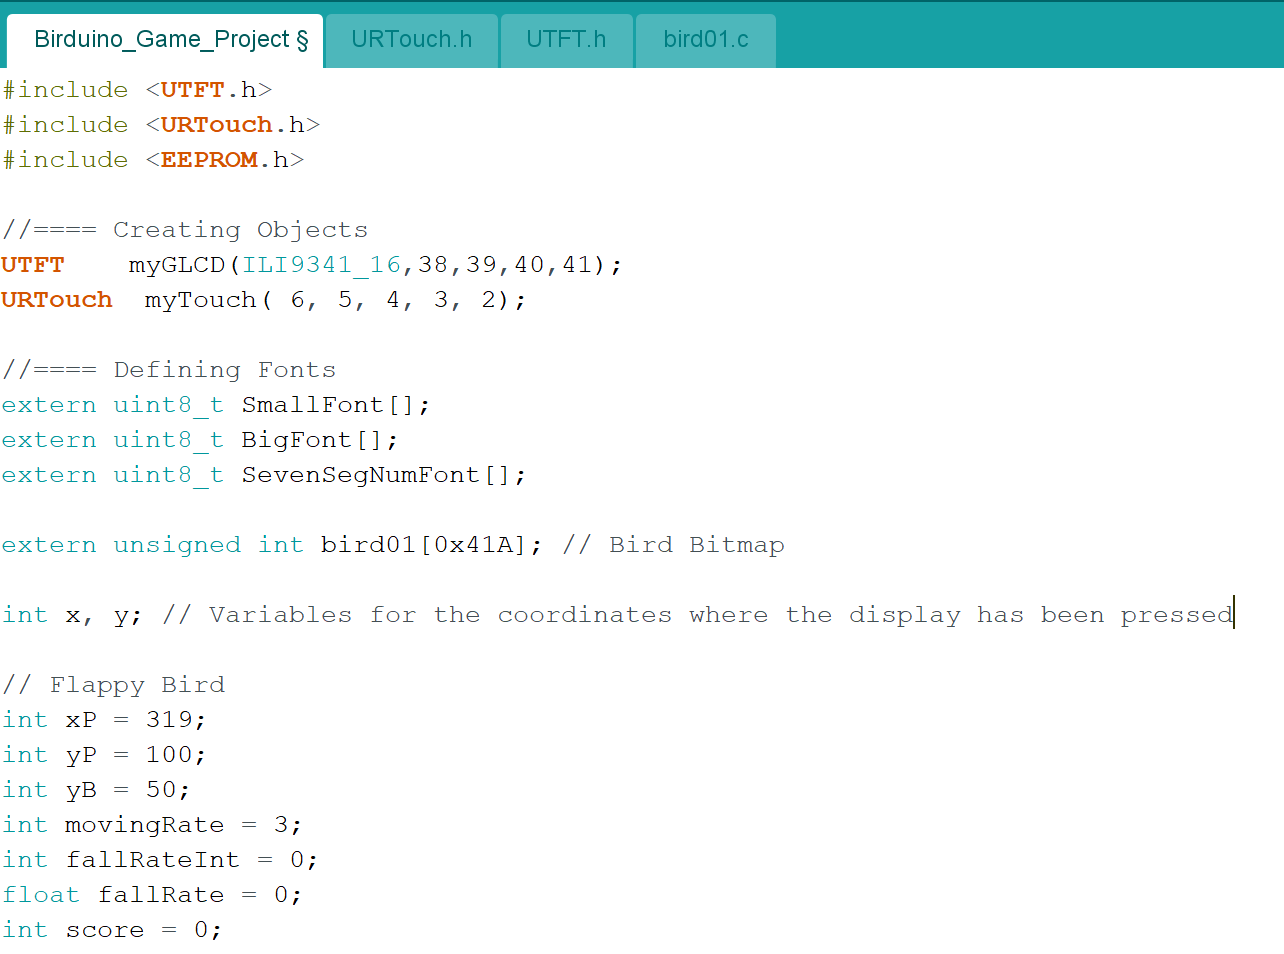 Birduino_Game_Project § URTouch.h UTFT.h bird01.c
#include <UTFT.h>
#include <URTouch.h>
#include <EEPROM.h>
//==== Creating Objects
UTFT    myGLCD(ILI9341_16,38,39,40,41);
URTouch  myTouch( 6, 5, 4, 3, 2);
//==== Defining Fonts
extern uint8_t SmallFont[];
extern uint8_t BigFont[];
extern uint8_t SevenSegNumFont[];
extern unsigned int bird01[0x41A]; // Bird Bitmap
int x, y; // Variables for the coordinates where the display has been pressed
// Flappy Bird
int xP = 319;
int yP = 100;
int yB = 50;
int movingRate = 3;
int fallRateInt = 0;
float fallRate = 0;
int score = 0;